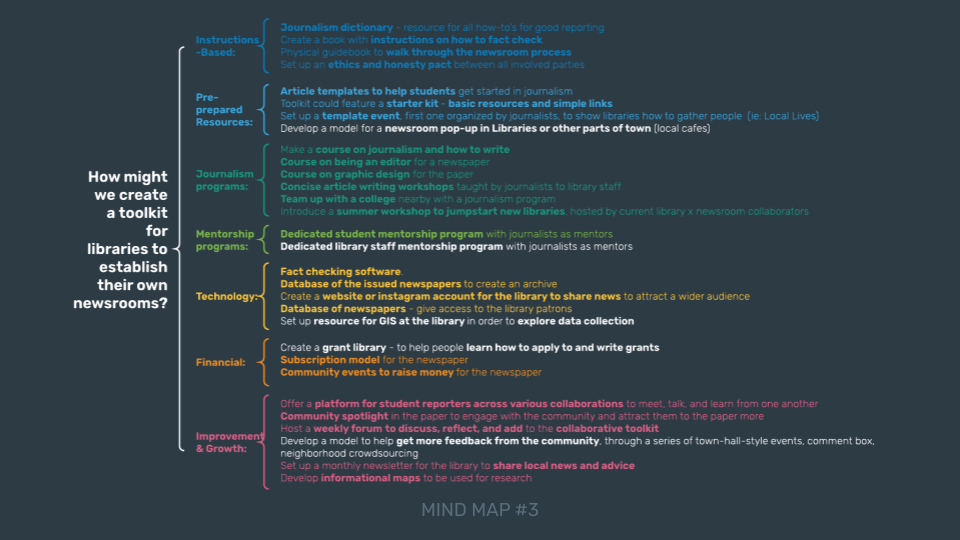 How might
we create
a toolkit
for
libraries to
establish
their own
newsrooms?
Instructions
-Based:
Journalism dictionary - resource for all how-to's for good reporting
Create a book with instructions on how to fact check
Physical guidebook to walk through the newsroom process
Set up an ethics and honesty pact between all involved parties
Pre-
prepared
Resources:
Article templates to help students get started in journalism
Toolkit could feature a starter kit - basic resources and simple links
Set up a template event, first one organized by journalists, to show libraries how to gather people (ie: Local Lives)
Develop a model for a newsroom pop-up in Libraries or other parts of town (local cafes)
Journalism
programs:
Make a course on journalism and how to write
Course on being an editor for a newspaper
Course on graphic design for the paper
Concise article writing workshops taught by journalists to library staff
Team up with a college nearby with a journalism program
Introduce a summer workshop to jumpstart new libraries, hosted by current library x newsroom collaborators
Mentorship
programs:
Dedicated student mentorship program with journalists as mentors
Dedicated library staff mentorship program with journalists as mentors
Technology:
Fact checking software.
Database of the issued newspapers to create an archive
Create a website or instagram account for the library to share news to attract a wider audience
Database of newspapers - give access to the library patrons
Set up resource for GIS at the library in order to explore data collection
Financial:
Create a grant library - to help people learn how to apply to and write grants
Subscription model for the newspaper
Community events to raise money for the newspaper
Improvement
& Growth:
Offer a platform for student reporters across various collaborations to meet, talk, and learn from one another
Community spotlight in the paper to engage with the community and attract them to the paper more
Host a weekly forum to discuss, reflect, and add to the collaborative toolkit
Develop a model to help get more feedback from the community, through a series of town-hall-style events, comment box,
neighborhood crowdsourcing
Set up a monthly newsletter for the library to share local news and advice
Develop informational maps to be used for research
MIND MAP #3